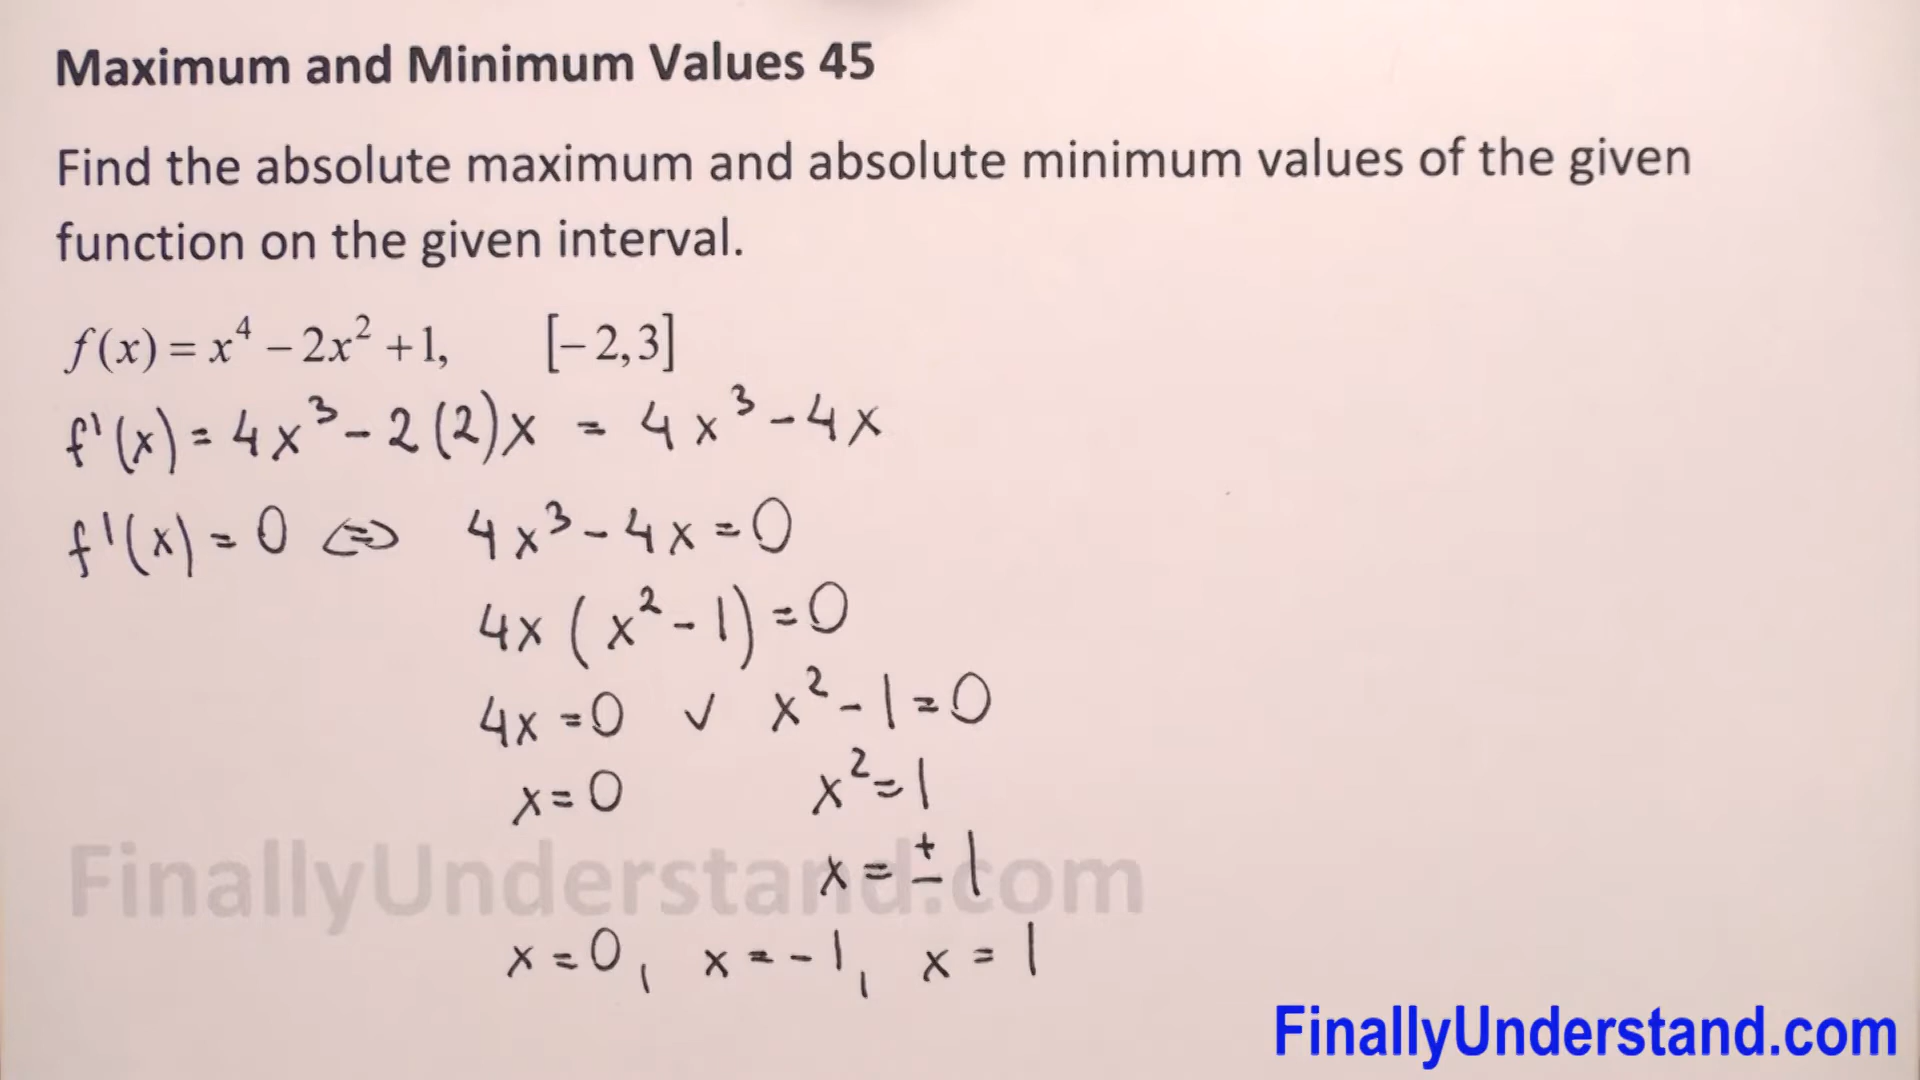 Maximum and Minimum Values 45
Find the absolute maximum and absolute minimum values of the given
function on the given interval.
f(x) = x⁴ − 2x² + 1, [−2,3]
f'(x) = 4x³ − 2(2)x = 4x³ − 4x
f'(x) = 0 ⇔ 4x³ − 4x = 0
4x(x² − 1) = 0
4x = 0 ∨ x² − 1 = 0
x = 0 x² = 1
x = ± 1
FinallyUnderstand.com
x = 0, x = −1, x = 1
FinallyUnderstand.com